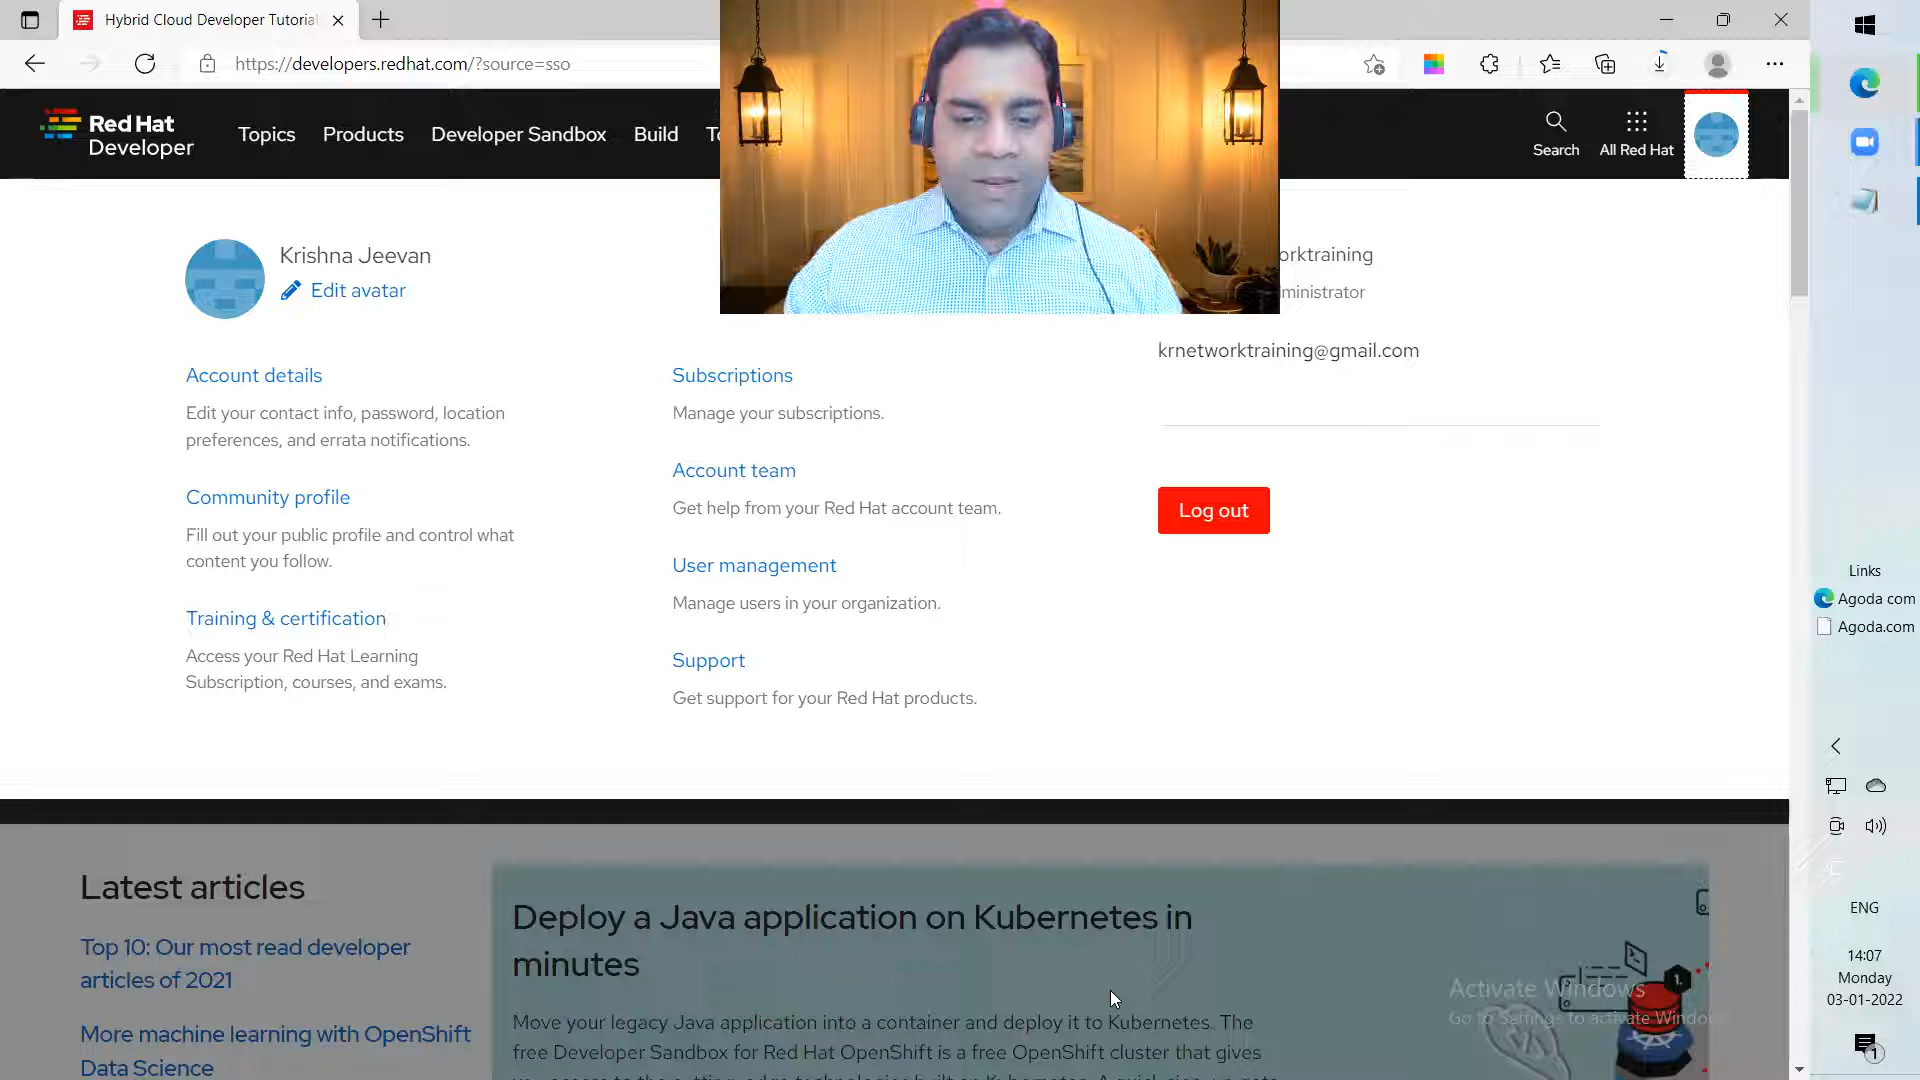 Hybrid Cloud Developer Tutorial
https://developers.redhat.com/?source=sso
Red Hat
Developer
Topics
Products
Developer Sandbox
Build
Search
All Red Hat
Krishna Jeevan
Edit avatar
orktraining
ministrator
krnetworktraining@gmail.com
Log out
Account details
Edit your contact info, password, location
preferences, and errata notifications.
Community profile
Fill out your public profile and control what
content you follow.
Training & certification
Access your Red Hat Learning
Subscription, courses, and exams.
Subscriptions
Manage your subscriptions.
Account team
Get help from your Red Hat account team.
User management
Manage users in your organization.
Support
Get support for your Red Hat products.
Latest articles
Top 10: Our most read developer
articles of 2021
More machine learning with OpenShift
Data Science
Deploy a Java application on Kubernetes in
minutes
Move your legacy Java application into a container and deploy it to Kubernetes. The
free Developer Sandbox for Red Hat OpenShift is a free OpenShift cluster that gives
Activate Windows
Go to Settings to activate Windows
1.
Links
Agoda com
Agoda.com
ENG
14:07
Monday
03-01-2022
1